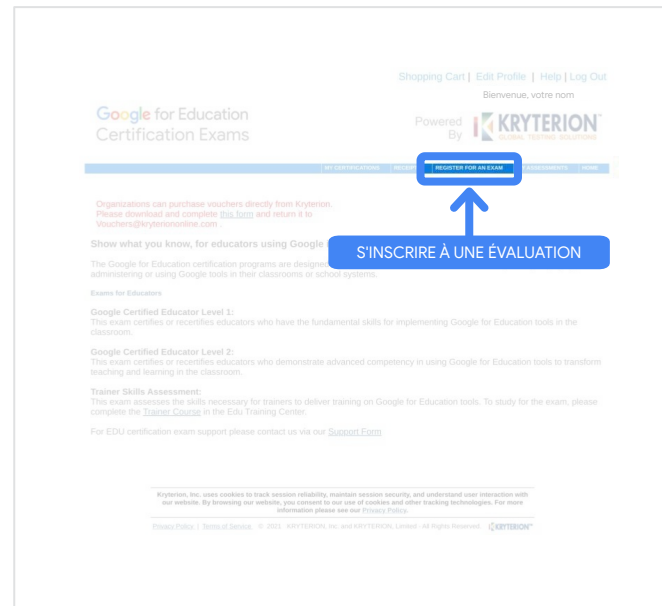 Shopping Cart | Edit Profile | Help | Log Out
Bienvenue, votre nom
Google for Education
Certification Exams
Powered
By
KRYTERION
GLOBAL TESTING SOLUTIONS
MY CERTIFICATIONS | RECEIPTS REGISTER FOR AN EXAM ASSESSMENTS | HOME
Organizations can purchase vouchers directly from Kryterion.
Please download and complete this form and return it to
Vouchers@kryteriononline.com .
Show what you know, for educators using Google
S'INSCRIRE À UNE ÉVALUATION
The Google for Education certification programs are designed
administering or using Google tools in their classrooms or school systems.
Exams for Educators
Google Certified Educator Level 1:
This exam certifies or recertifies educators who have the fundamental skills for implementing Google for Education tools in the
classroom.
Google Certified Educator Level 2:
This exam certifies or recertifies educators who demonstrate advanced competency in using Google for Education tools to transform
teaching and learning in the classroom.
Trainer Skills Assessment:
This exam assesses the skills necessary for trainers to deliver training on Google for Education tools. To study for the exam, please
complete the Trainer Course in the Edu Training Center.
For EDU certification exam support please contact us via our Support Form .
Kryterion, Inc. uses cookies to track session reliability, maintain session security, and understand user interaction with
our website. By browsing our website, you consent to our use of cookies and other tracking technologies. For more
information please see our Privacy Policy.
Privacy Policy | Terms of Service © 2021 KRYTERION, Inc. and KRYTERION, Limited - All Rights Reserved. KRYTERION